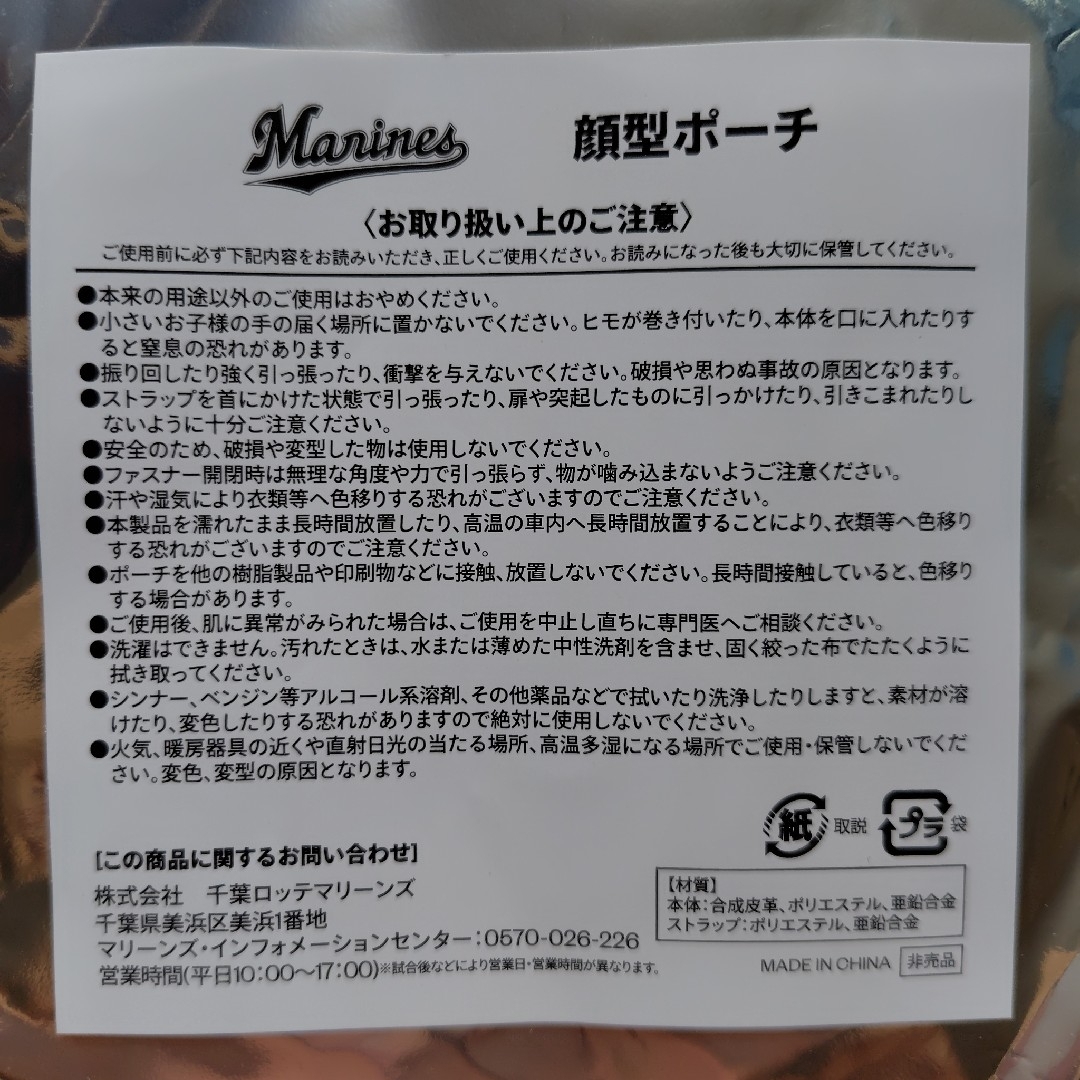 Marines 顔型ポーチ
〈お取り扱い上のご注意〉
ご使用前に必ず下記内容をお読みいただき、正しくご使用ください。お読みになった後も大切に保管してください。
●本来の用途以外のご使用はおやめください。
●小さいお子様の手の届く場所に置かないでください。ヒモが巻き付いたり、本体を口に入れたりす
ると窒息の恐れがあります。
●振り回したり強く引っ張ったり、衝撃を与えないでください。破損や思わぬ事故の原因となります。
●ストラップを首にかけた状態で引っ張ったり、扉や突起したものに引っかけたり、引きこまれたりし
ないように十分ご注意ください。
●安全のため、破損や変型した物は使用しないでください。
●ファスナー開閉時は無理な角度や力で引っ張らず、物が噛み込まないようご注意ください。
●汗や湿気により衣類等へ色移りする恐れがございますのでご注意ください。
●本製品を濡れたまま長時間放置したり、高温の車内へ長時間放置することにより、衣類等へ色移り
する恐れがございますのでご注意ください。
●ポーチを他の樹脂製品や印刷物などに接触、放置しないでください。長時間接触していると、色移り
する場合があります。
●ご使用後、肌に異常がみられた場合は、ご使用を中止し直ちに専門医へご相談ください。
●洗濯はできません。汚れたときは、水または薄めた中性洗剤を含ませ、固く絞った布でたたくように
拭き取ってください。
●シンナー、ベンジン等アルコール系溶剤、その他薬品などで拭いたり洗浄したりしますと、素材が溶
けたり、変色したりする恐れがありますので絶対に使用しないでください。
●火気、暖房器具の近くや直射日光の当たる場所、高温多湿になる場所でご使用・保管しないでくだ
さい。変色、変型の原因となります。
紙 取説 プラ 袋
[この商品に関するお問い合わせ]
株式会社 千葉ロッテマリーンズ
千葉県美浜区美浜1番地
マリーンズ・インフォメーションセンター：0570-026-226
営業時間(平日10：00〜17：00)※試合後などにより営業日・営業時間が異なります。
【材質】
本体：合成皮革、ポリエステル、亜鉛合金
ストラップ：ポリエステル、亜鉛合金
MADE IN CHINA 非売品